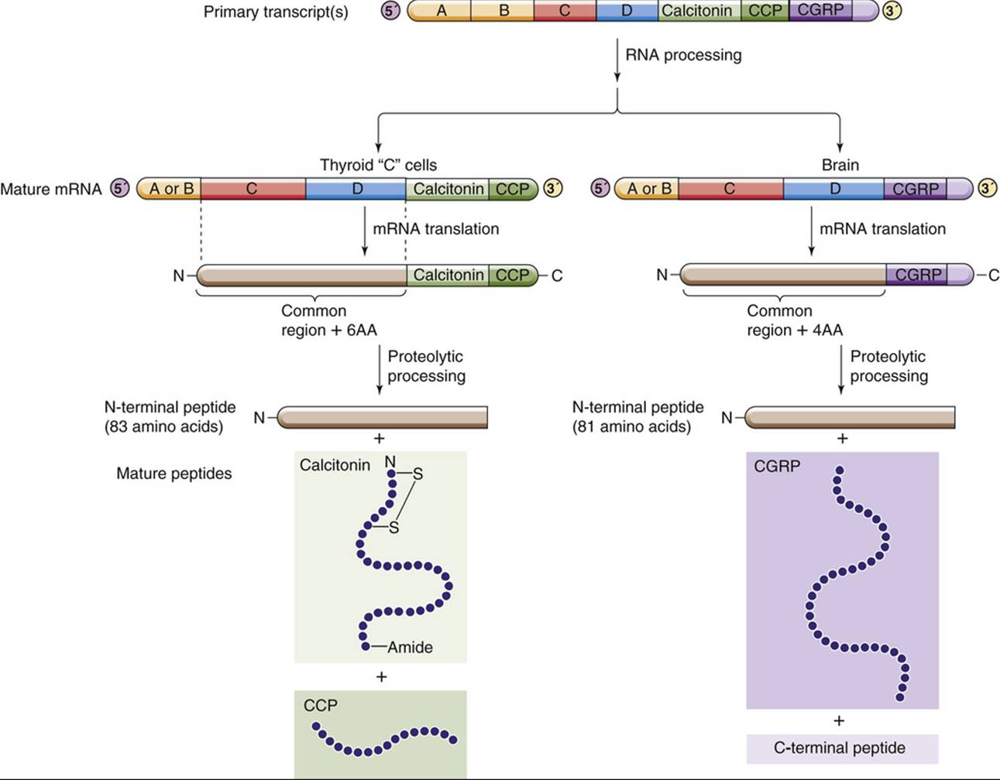 Primary transcript(s) 5´ A B C D Calcitonin CCP CGRP 3´
RNA processing
Thyroid “C” cells Brain
Mature mRNA 5´ A or B C D Calcitonin CCP 3´ 5´ A or B C D CGRP 3´
mRNA translation mRNA translation
N Calcitonin CCP C N CGRP C
Common Common
region + 6AA region + 4AA
Proteolytic Proteolytic
processing processing
N-terminal peptide
(83 amino acids)
N
N-terminal peptide
(81 amino acids)
N
+ +
Mature peptides
Calcitonin N
S
S
Amide
CGRP
+
CCP
+
C-terminal peptide